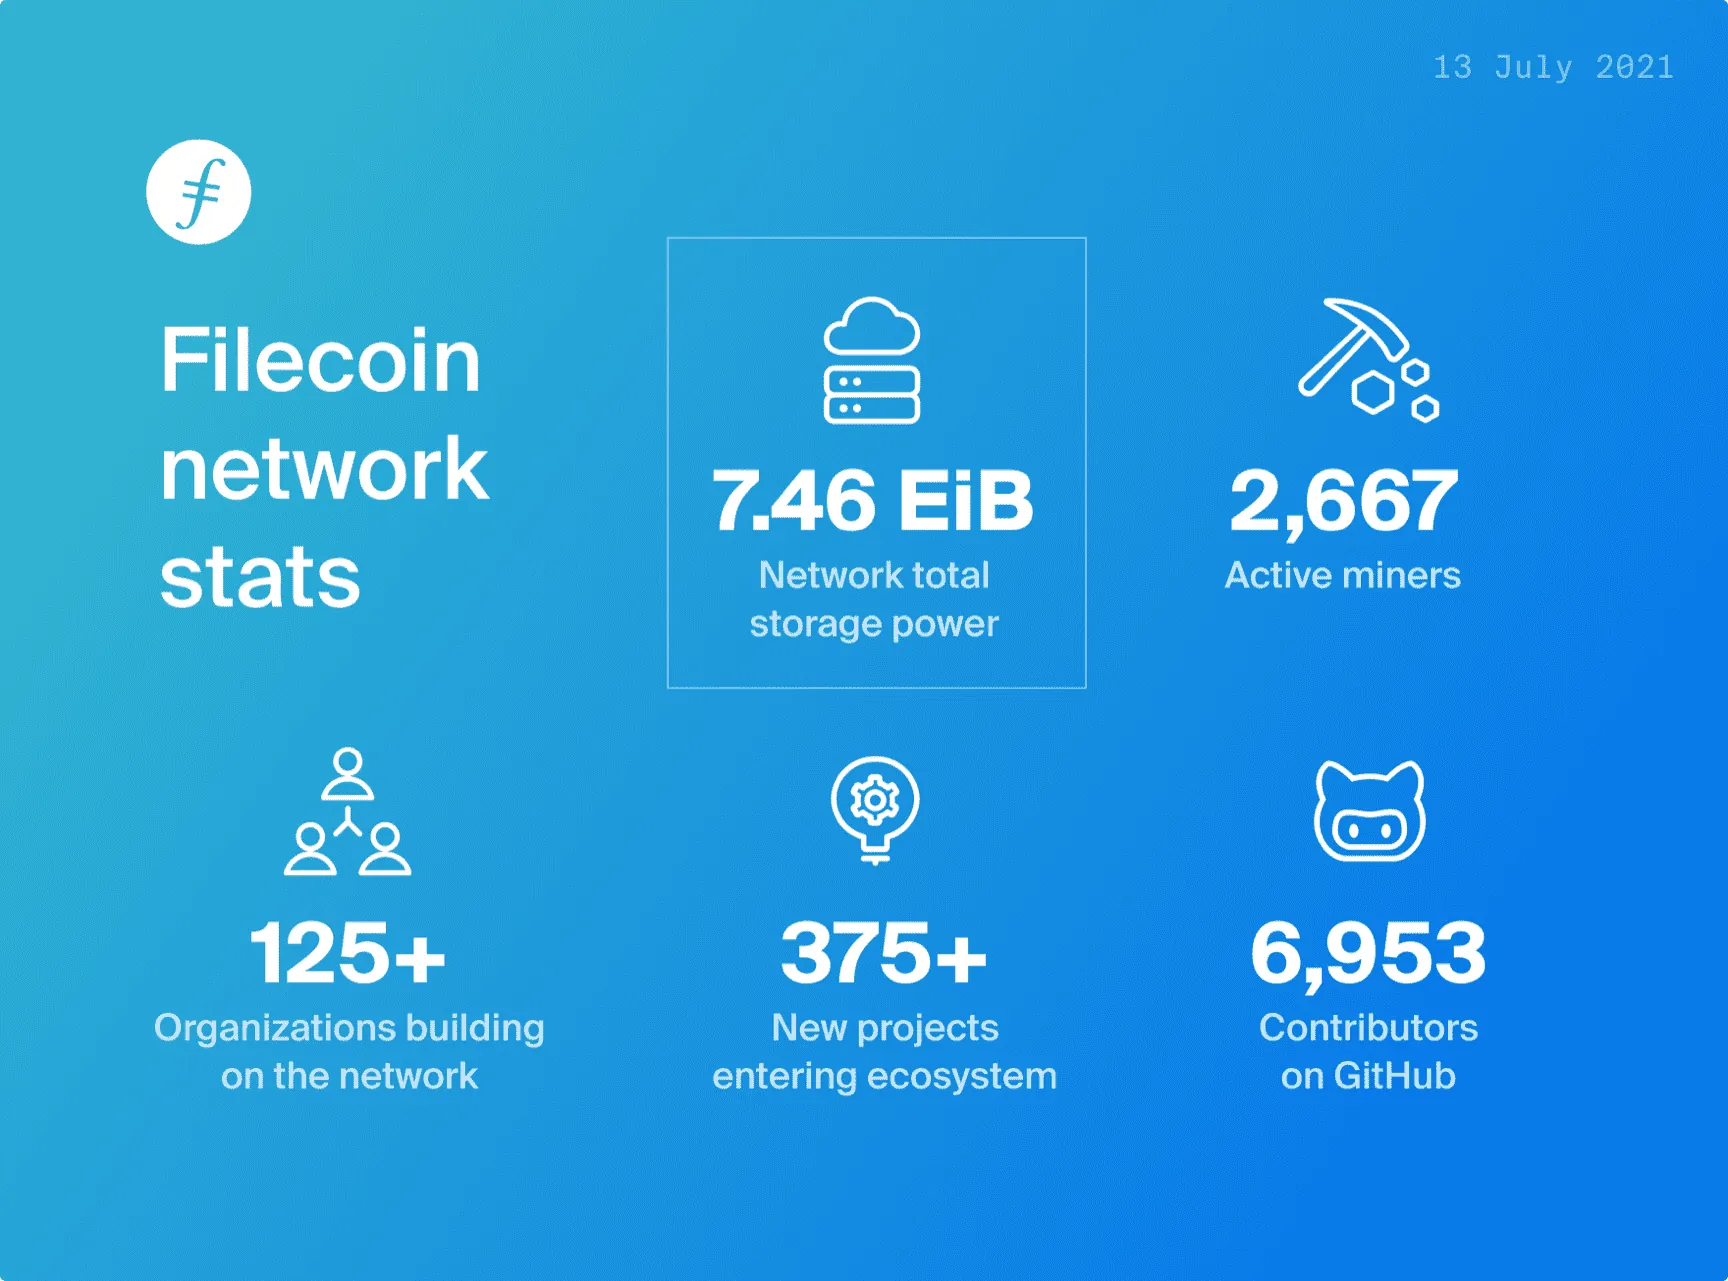 13 July 2021
Filecoin
network
stats
7.46 EiB
Network total
storage power
2,667
Active miners
125+
Organizations building
on the network
375+
New projects
entering ecosystem
6,953
Contributors
on GitHub